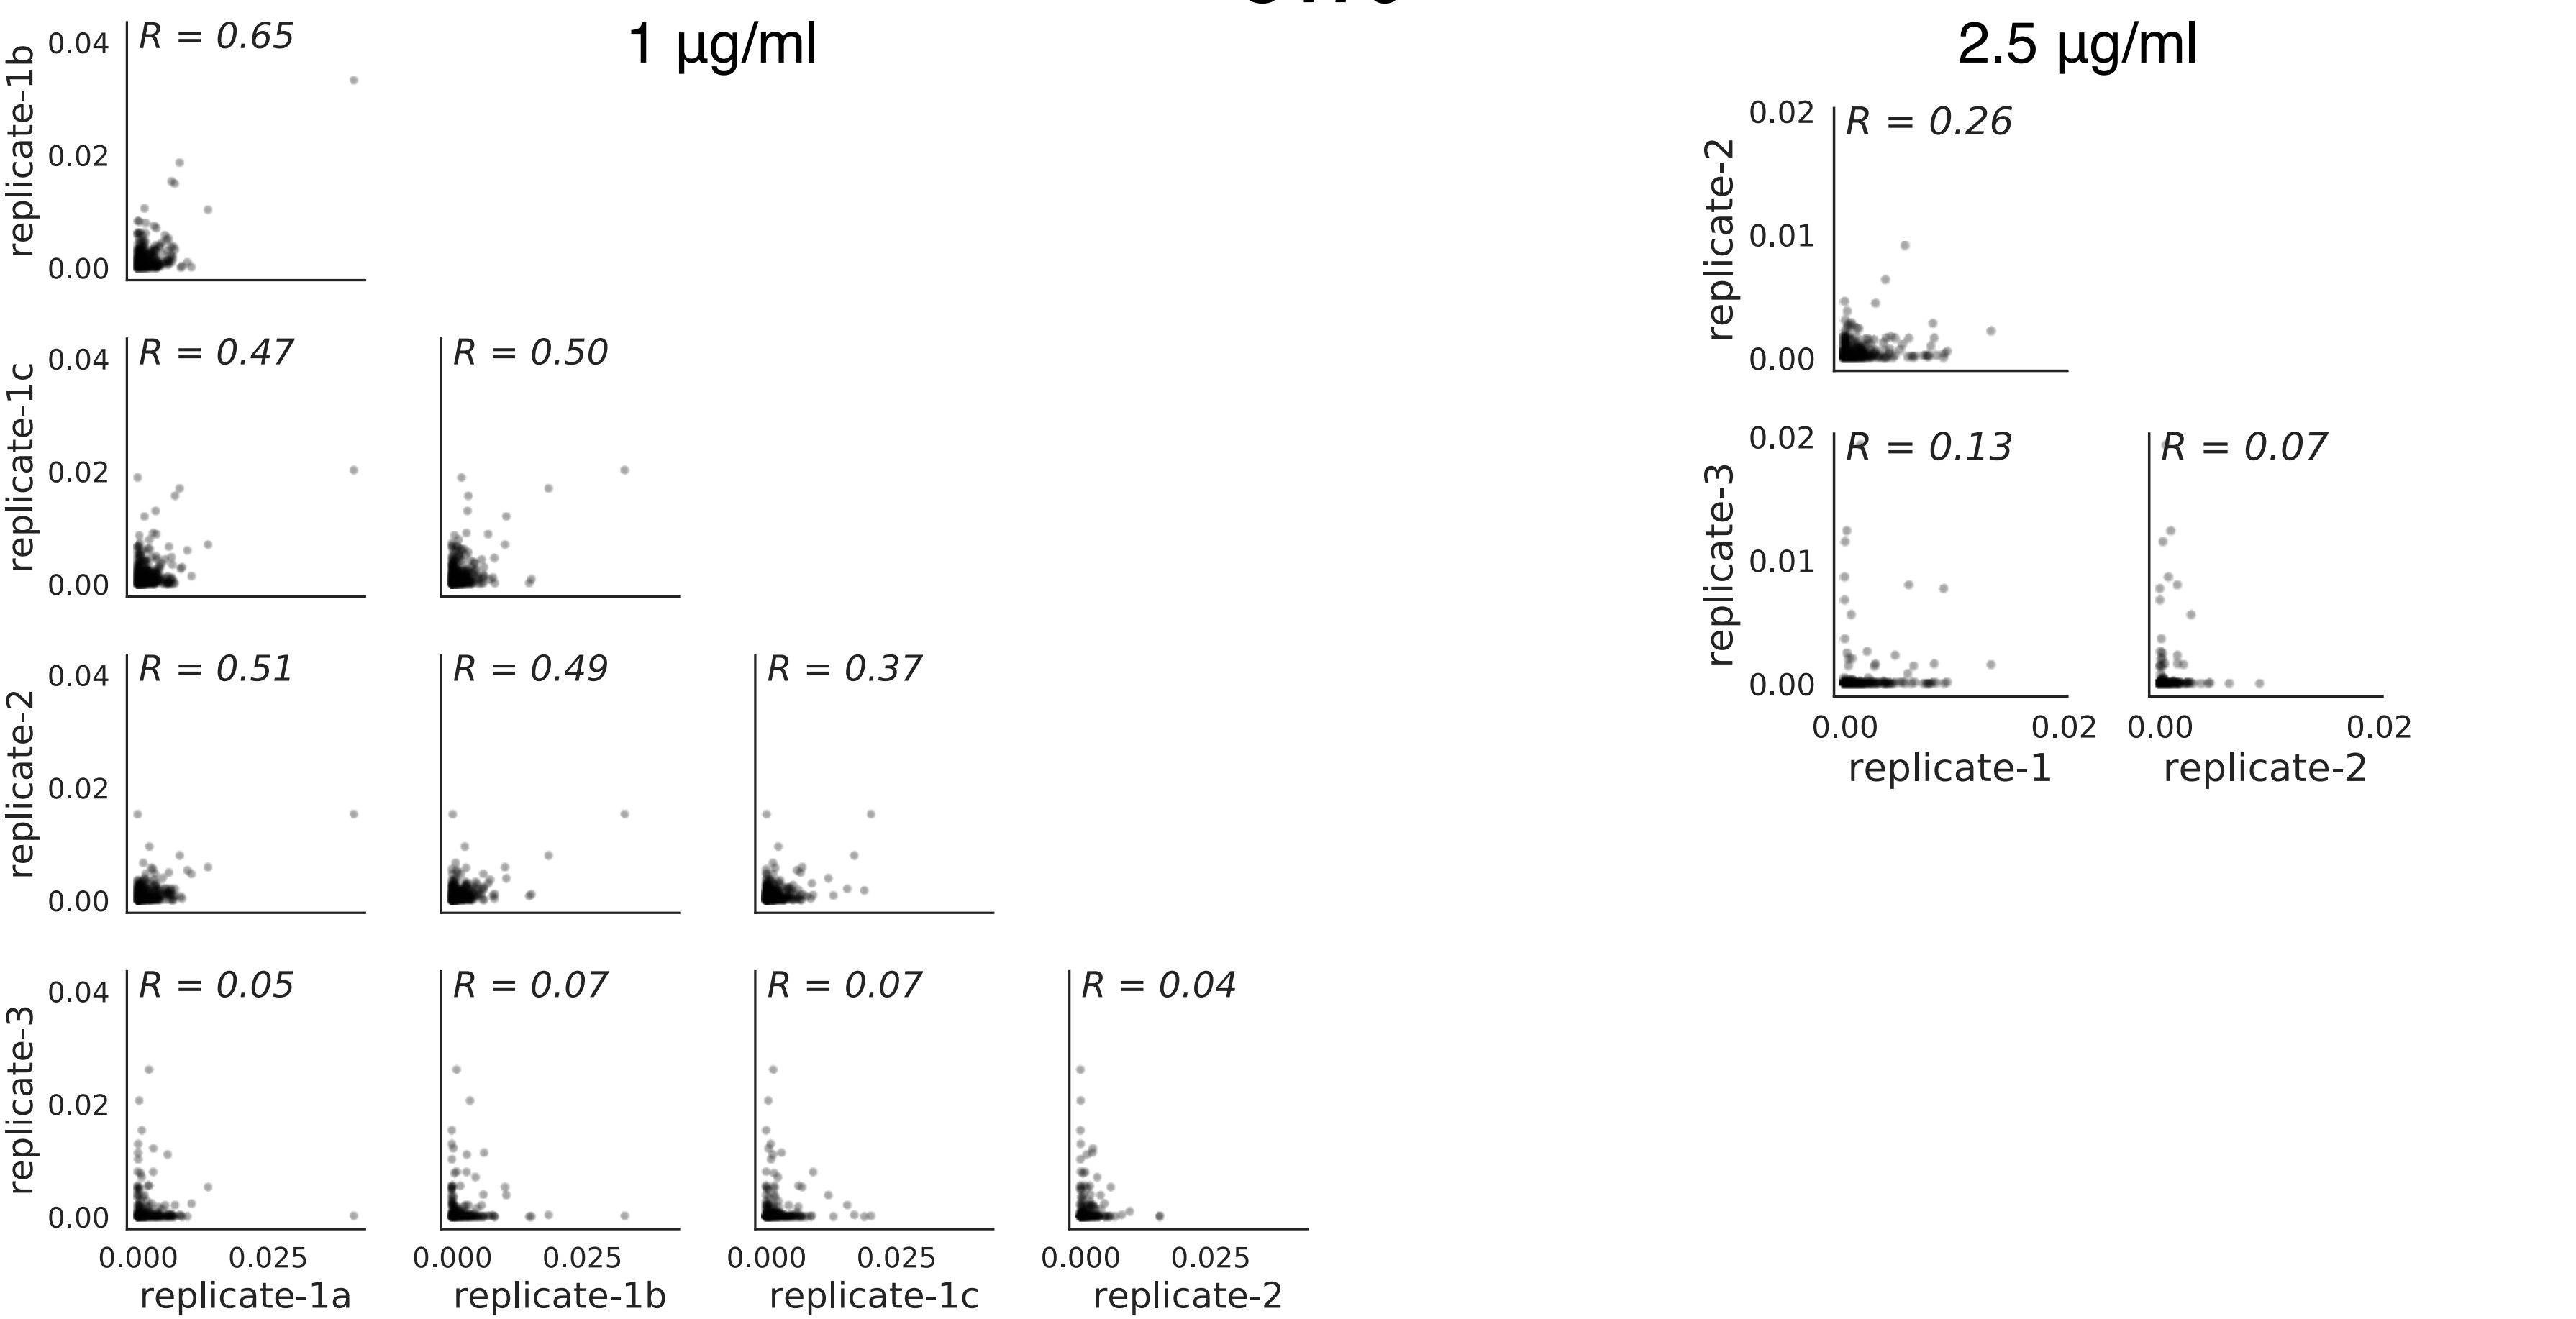 1 µg/ml
2.5 µg/ml
replicate-1b
0.04
0.02
0.00
R = 0.65
replicate-1c
0.04
0.02
0.00
R = 0.47
R = 0.50
replicate-2
0.04
0.02
0.00
R = 0.51
R = 0.49
R = 0.37
replicate-3
0.04
0.02
0.00
R = 0.05
R = 0.07
R = 0.07
R = 0.04
0.000 0.025
0.000 0.025
0.000 0.025
0.000 0.025
replicate-1a
replicate-1b
replicate-1c
replicate-2
replicate-2
0.02
0.01
0.00
R = 0.26
replicate-3
0.02
0.01
0.00
R = 0.13
R = 0.07
0.00 0.02
0.00 0.02
replicate-1
replicate-2